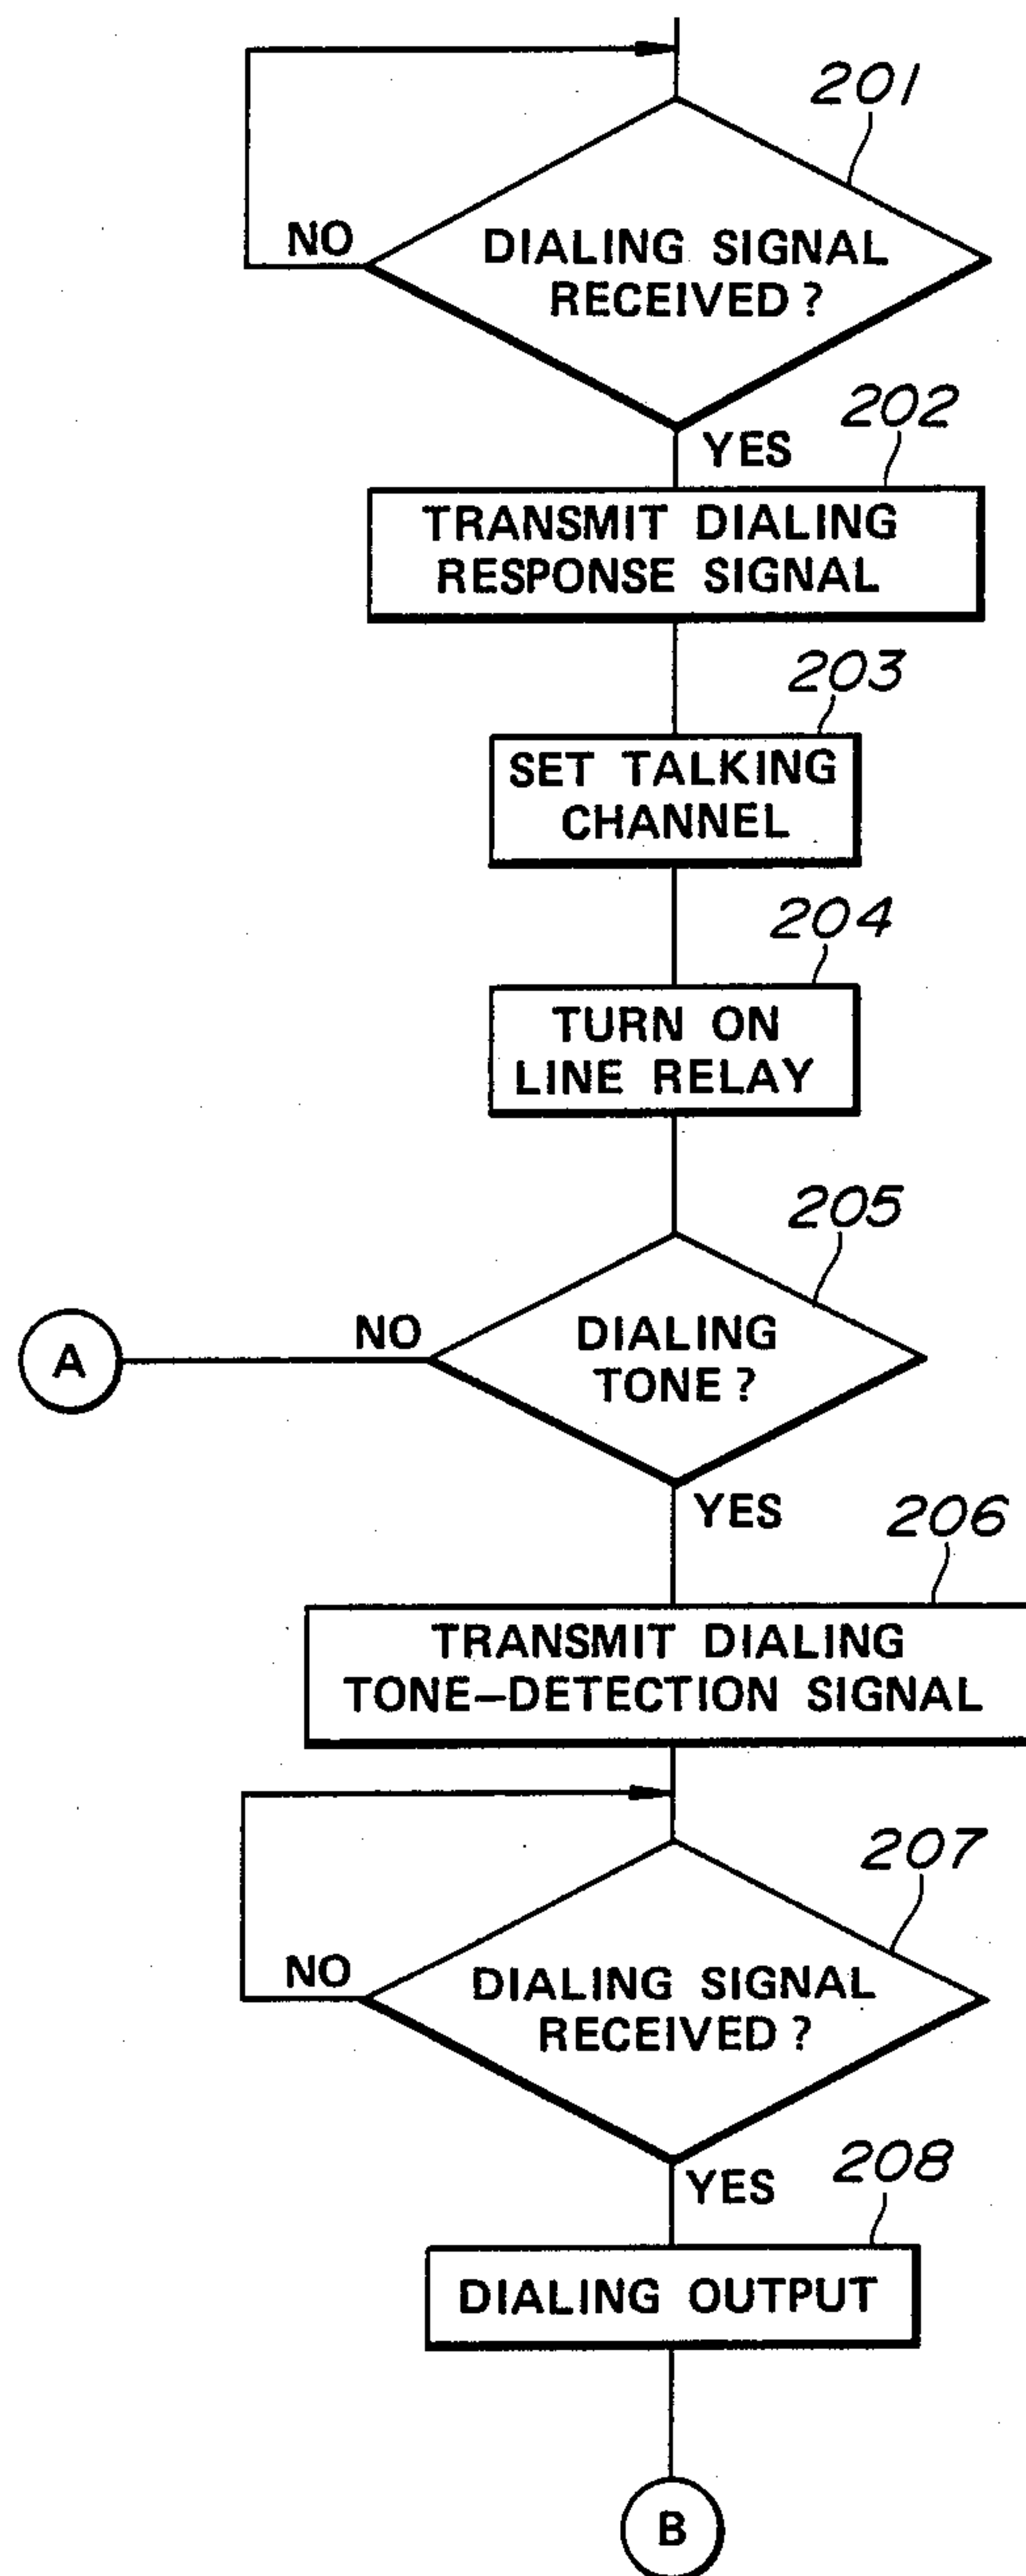 201
NO
DIALING SIGNAL
RECEIVED ?
202
YES
TRANSMIT DIALING
RESPONSE SIGNAL
203
SET TALKING
CHANNEL
204
TURN ON
LINE RELAY
205
A
NO
DIALING
TONE ?
YES
206
TRANSMIT DIALING
TONE–DETECTION SIGNAL
207
NO
DIALING SIGNAL
RECEIVED ?
YES
208
DIALING OUTPUT
B